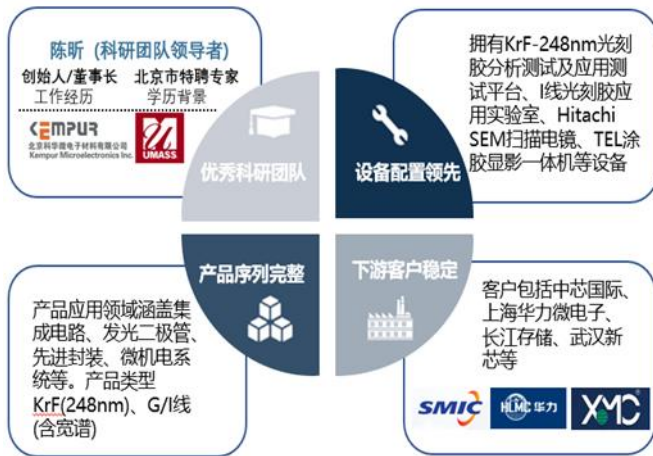 陈昕 (科研团队领导者)
创始人/董事长 北京市特聘专家
工作经历 学历背景
KEMPUR
北京科华微电子材料有限公司
Kempur Microelectronics Inc.
UMASS
优秀科研团队
设备配置领先
拥有KrF-248nm光刻
胶分析测试及应用测
试平台、I线光刻胶应
用实验室、Hitachi
SEM扫描电镜、TEL涂
胶显影一体机等设备
产品序列完整
下游客户稳定
产品应用领域涵盖集
成电路、发光二极管、
先进封装、微机电系
统等。产品类型
KrF(248nm)、G/I线
(含宽谱)
客户包括中芯国际、
上海华力微电子、
长江存储、武汉新
芯等
SMIC
HLMC 华力
XMC